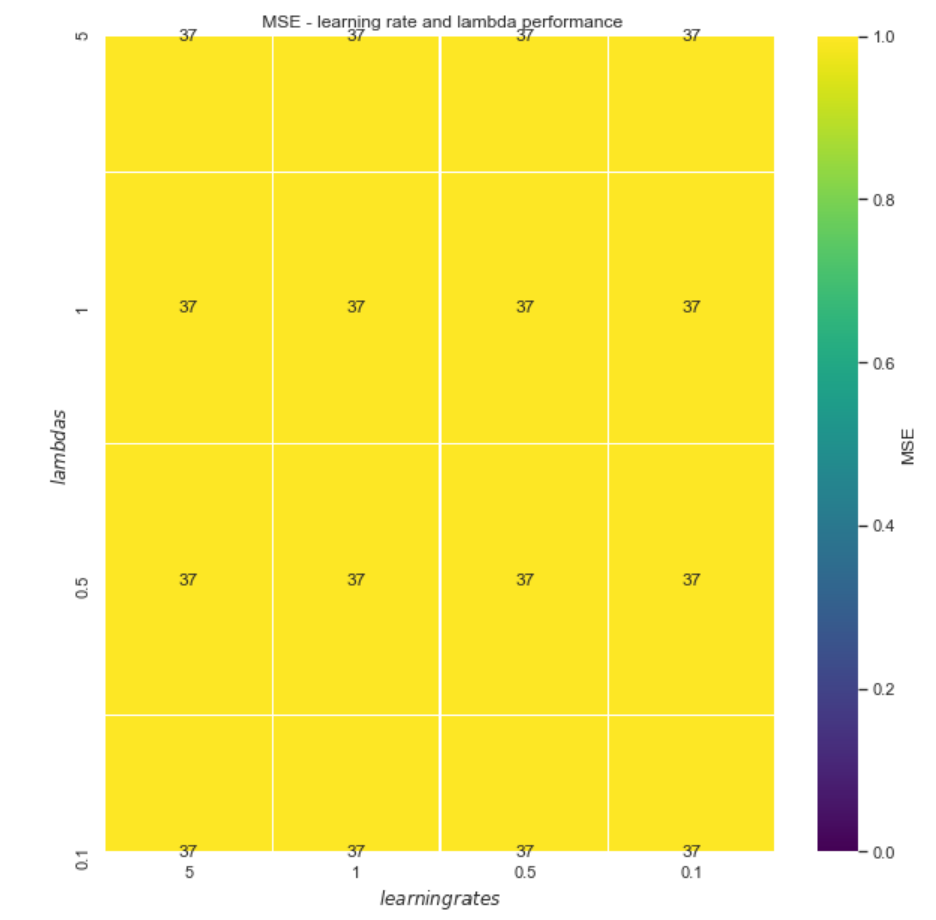 MSE - learning rate and lambda performance
5
37 37 37 37
1
37 37 37 37
0.5
37 37 37 37
0.1
37 37 37 37
5 1 0.5 0.1
learningrates
lambdas
1.0
0.8
0.6
0.4
0.2
0.0
MSE